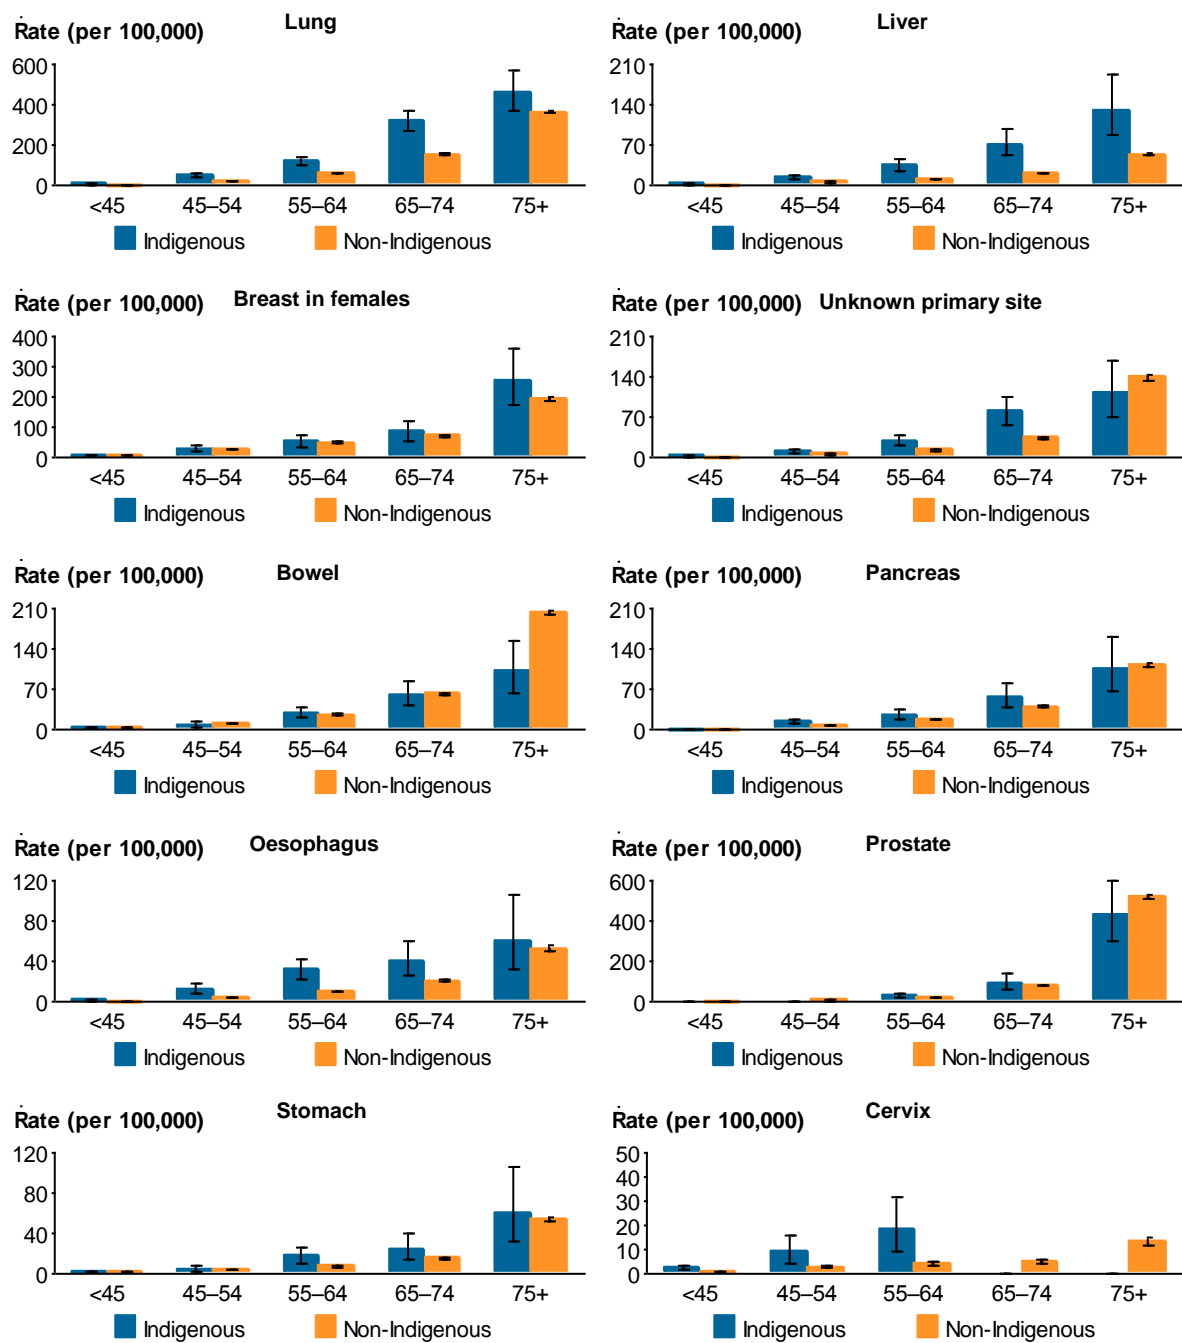 Rate (per 100,000) Lung
600
400
200
0
<45 45–54 55–64 65–74 75+
Indigenous Non-Indigenous
Rate (per 100,000) Liver
210
140
70
0
<45 45–54 55–64 65–74 75+
Indigenous Non-Indigenous
Rate (per 100,000) Breast in females
400
300
200
100
0
<45 45–54 55–64 65–74 75+
Indigenous Non-Indigenous
Rate (per 100,000) Unknown primary site
210
140
70
0
<45 45–54 55–64 65–74 75+
Indigenous Non-Indigenous
Rate (per 100,000) Bowel
210
140
70
0
<45 45–54 55–64 65–74 75+
Indigenous Non-Indigenous
Rate (per 100,000) Pancreas
210
140
70
0
<45 45–54 55–64 65–74 75+
Indigenous Non-Indigenous
Rate (per 100,000) Oesophagus
120
80
40
0
<45 45–54 55–64 65–74 75+
Indigenous Non-Indigenous
Rate (per 100,000) Prostate
600
400
200
0
<45 45–54 55–64 65–74 75+
Indigenous Non-Indigenous
Rate (per 100,000) Stomach
120
80
40
0
<45 45–54 55–64 65–74 75+
Indigenous Non-Indigenous
Rate (per 100,000) Cervix
50
40
30
20
10
0
<45 45–54 55–64 65–74 75+
Indigenous Non-Indigenous